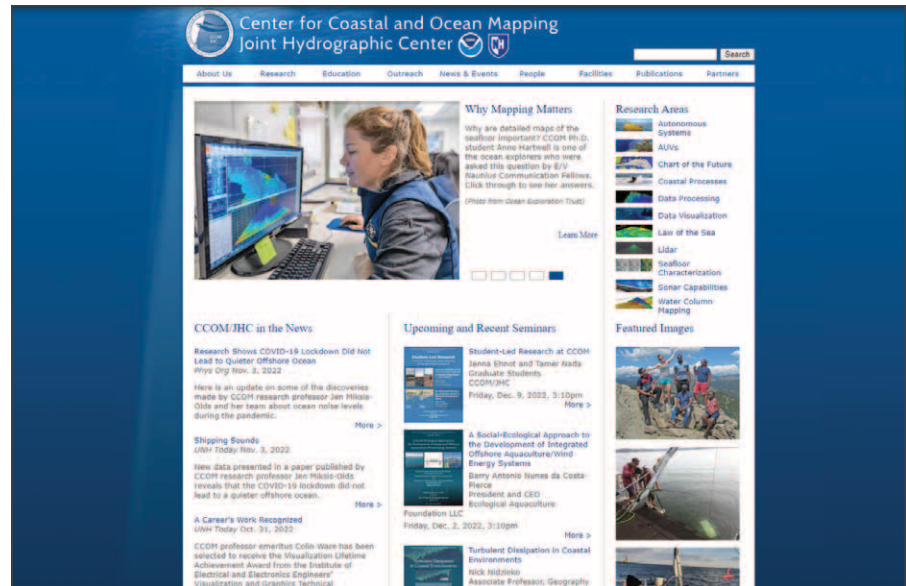 Center for Coastal and Ocean Mapping
Joint Hydrographic Center
Search
About Us Research Education Outreach News & Events People Facilities Publications Partners
Why Mapping Matters
Why are detailed maps of the
seafloor important? CCOM Ph.D.
student Anne Hartwell is one of
the ocean explorers who were
asked this question by E/V
Nautilus Communication Fellows.
Click through to see her answers.
(Photo from Ocean Exploration Trust)
Learn More
Research Areas
Autonomous
Systems
AUVs
Chart of the Future
Coastal Processes
Data Processing
Data Visualization
Law of the Sea
Lidar
Seafloor
Characterization
Sonar Capabilities
Water Column
Mapping
CCOM/JHC in the News
Research Shows COVID-19 Lockdown Did Not
Lead to Quieter Offshore Ocean
Phys Org Nov. 3, 2022
Here is an update on some of the discoveries
made by CCOM research professor Jen Miksis-
Olds and her team about ocean noise levels
during the pandemic.
More >
Shipping Sounds
UNH Today Nov. 3, 2022
New data presented in a paper published by
CCOM research professor Jen Miksis-Olds
reveals that the COVID-19 lockdown did not
lead to a quieter offshore ocean.
More >
A Career's Work Recognized
UNH Today Oct. 31, 2022
CCOM professor emeritus Colin Ware has been
selected to receive the Visualization Lifetime
Achievement Award from the Institute of
Electrical and Electronics Engineers'
Visualization and Graphics Technical
Upcoming and Recent Seminars
Student-Led Research
Student-Led Research at CCOM
Jenna Ehnot and Tamer Nada
Graduate Students
CCOM/JHC
Friday, Dec. 9, 2022, 3:10pm
More >
A Social-Ecological Approach to
the Development of Integrated
Offshore Aquaculture/Wind
Energy Systems
Barry Antonio Nunes da Costa-
Pierce
President and CEO
Ecological Aquaculture
Foundation LLC
Friday, Dec. 2, 2022, 3:10pm
More >
Turbulent Dissipation in Coastal
Environments
Nick Nidzieko
Associate Professor, Geography
Featured Images